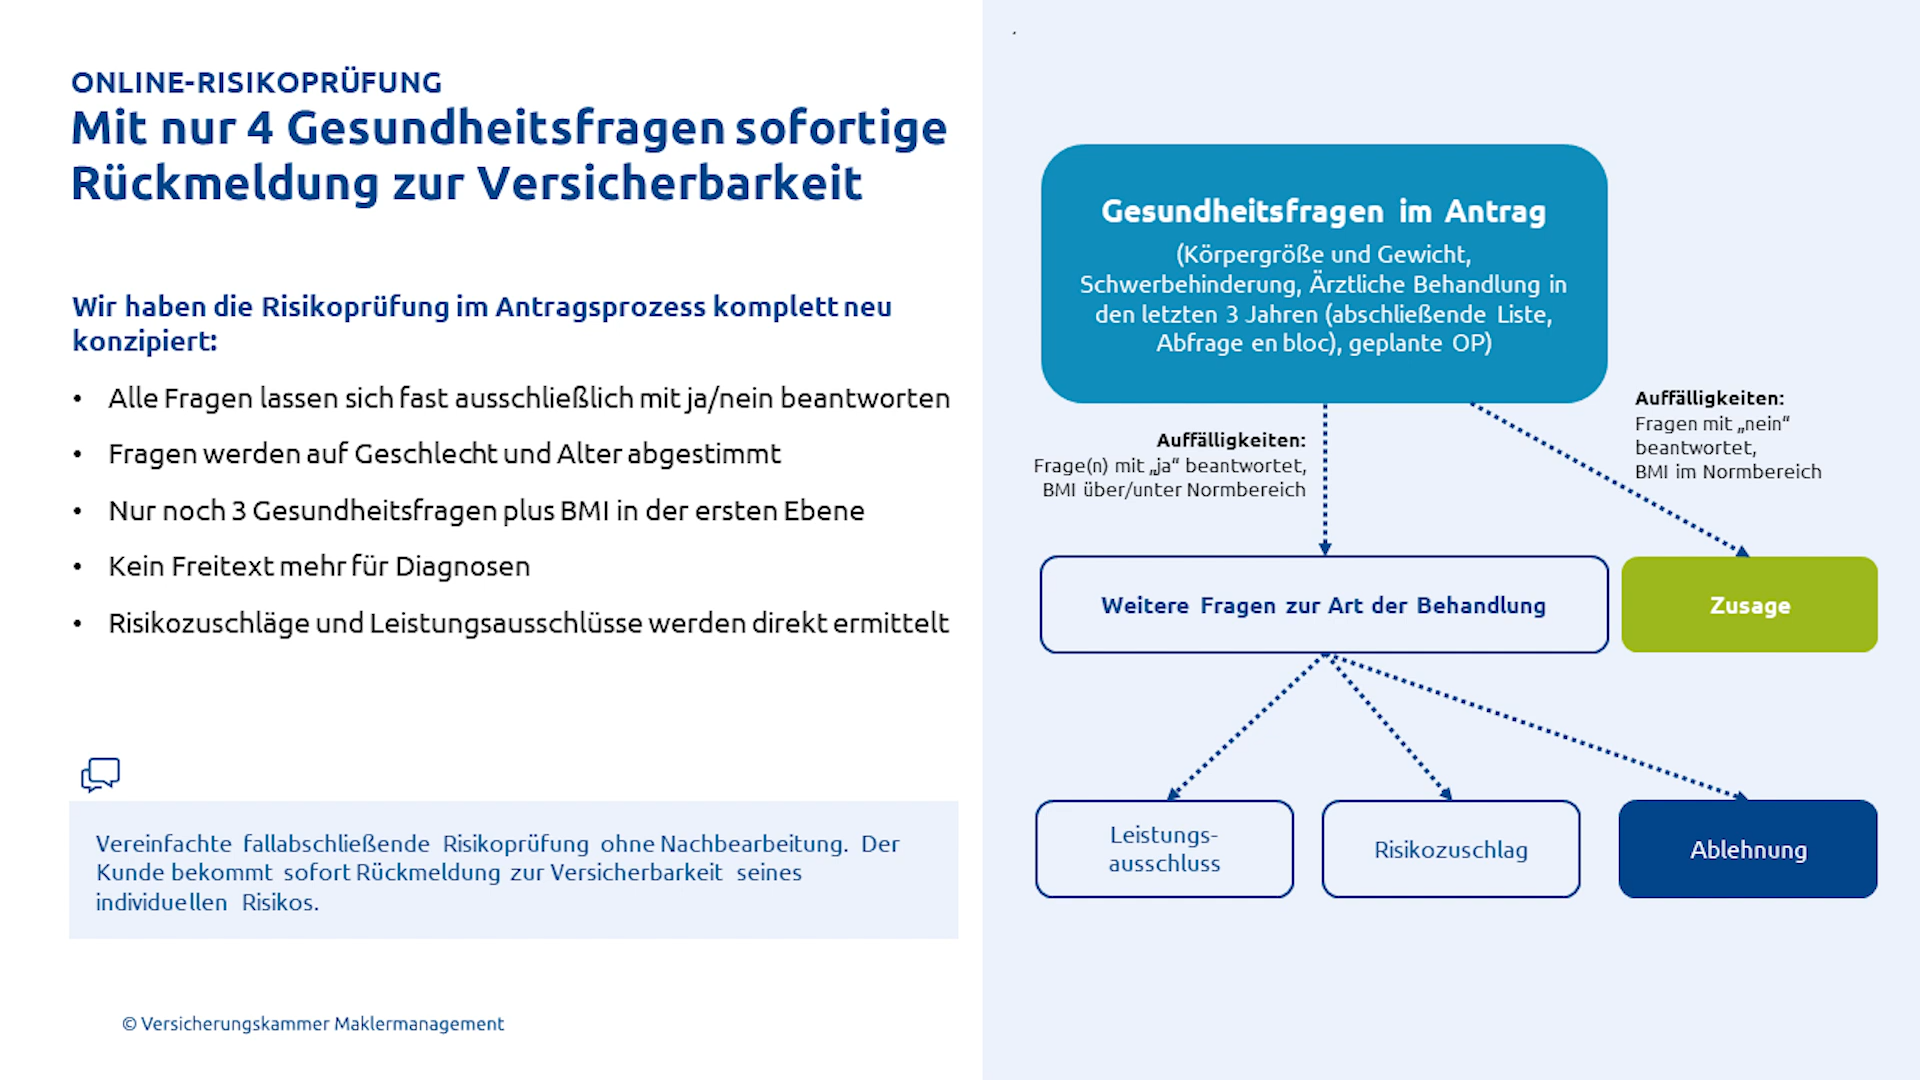 ONLINE-RISIKOPRÜFUNG
Mit nur 4 Gesundheitsfragen sofortige
Rückmeldung zur Versicherbarkeit
Wir haben die Risikoprüfung im Antragsprozess komplett neu
konzipiert:
• Alle Fragen lassen sich fast ausschließlich mit ja/nein beantworten
• Fragen werden auf Geschlecht und Alter abgestimmt
• Nur noch 3 Gesundheitsfragen plus BMI in der ersten Ebene
• Kein Freitext mehr für Diagnosen
• Risikozuschläge und Leistungsausschlüsse werden direkt ermittelt
Vereinfachte fallabschließende Risikoprüfung ohne Nachbearbeitung. Der
Kunde bekommt sofort Rückmeldung zur Versicherbarkeit seines
individuellen Risikos.
© Versicherungskammer Maklermanagement
Gesundheitsfragen im Antrag
(Körpergröße und Gewicht,
Schwerbehinderung, Ärztliche Behandlung in
den letzten 3 Jahren (abschließende Liste,
Abfrage en bloc), geplante OP)
Auffälligkeiten:
Frage(n) mit „ja“ beantwortet,
BMI über/unter Normbereich
Auffälligkeiten:
Fragen mit „nein“
beantwortet,
BMI im Normbereich
Weitere Fragen zur Art der Behandlung
Zusage
Leistungs-
ausschluss
Risikozuschlag
Ablehnung